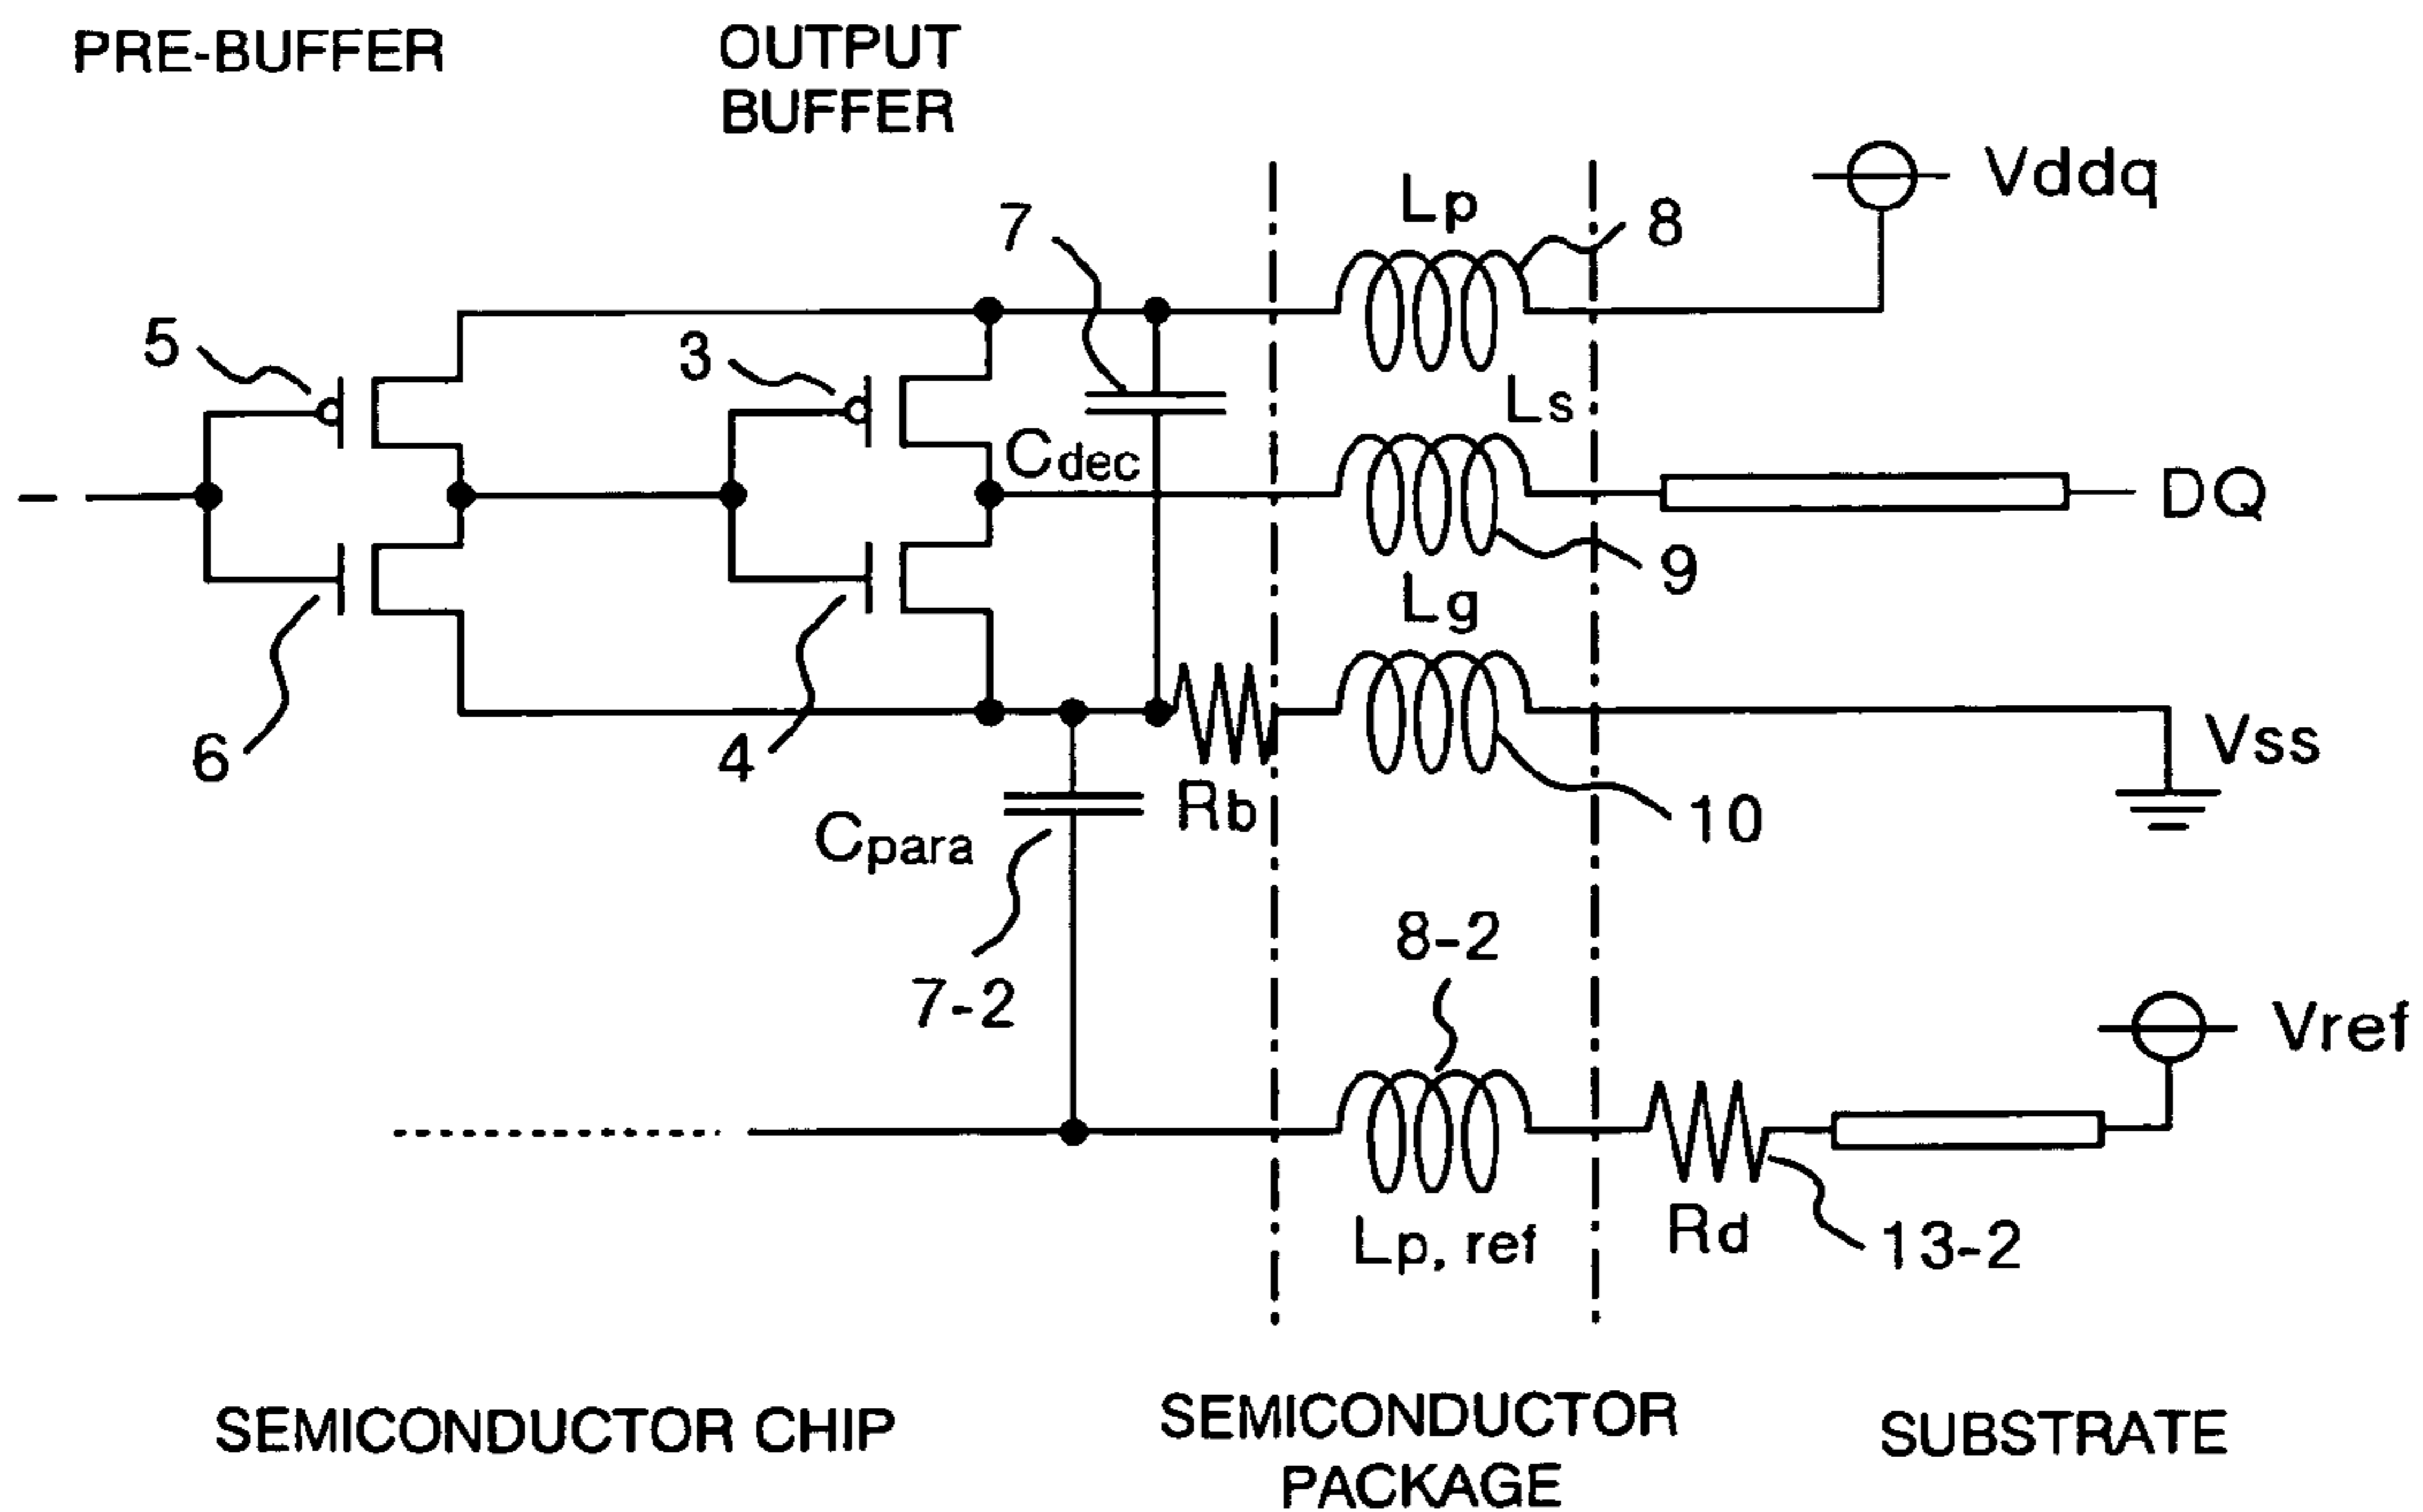 PRE-BUFFER
OUTPUT
BUFFER
Vddq
Lp
8
7
5
3
Ls
Cdec
DQ
9
Lg
6
4
Vss
Rb
10
Cpara
8-2
7-2
Vref
Rd
Lp, ref
13-2
SEMICONDUCTOR CHIP
SEMICONDUCTOR
PACKAGE
SUBSTRATE